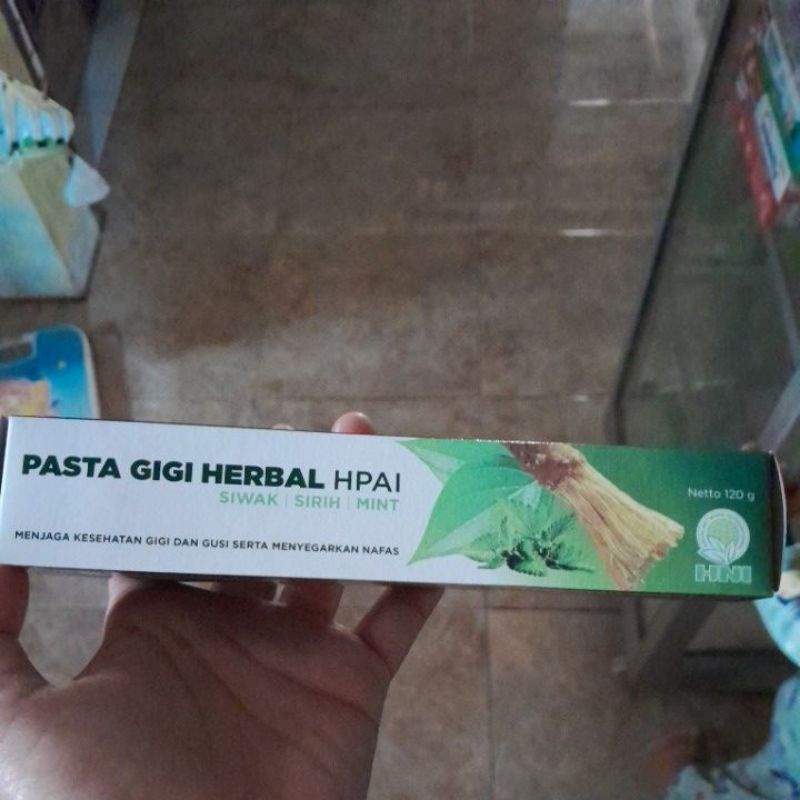 PASTA GIGI HERBAL HPAI
SIWAK | SIRIH | MINT
MENJAGA KESEHATAN GIGI DAN GUSI SERTA MENYEGARKAN NAFAS
Netto 120 g
HNI